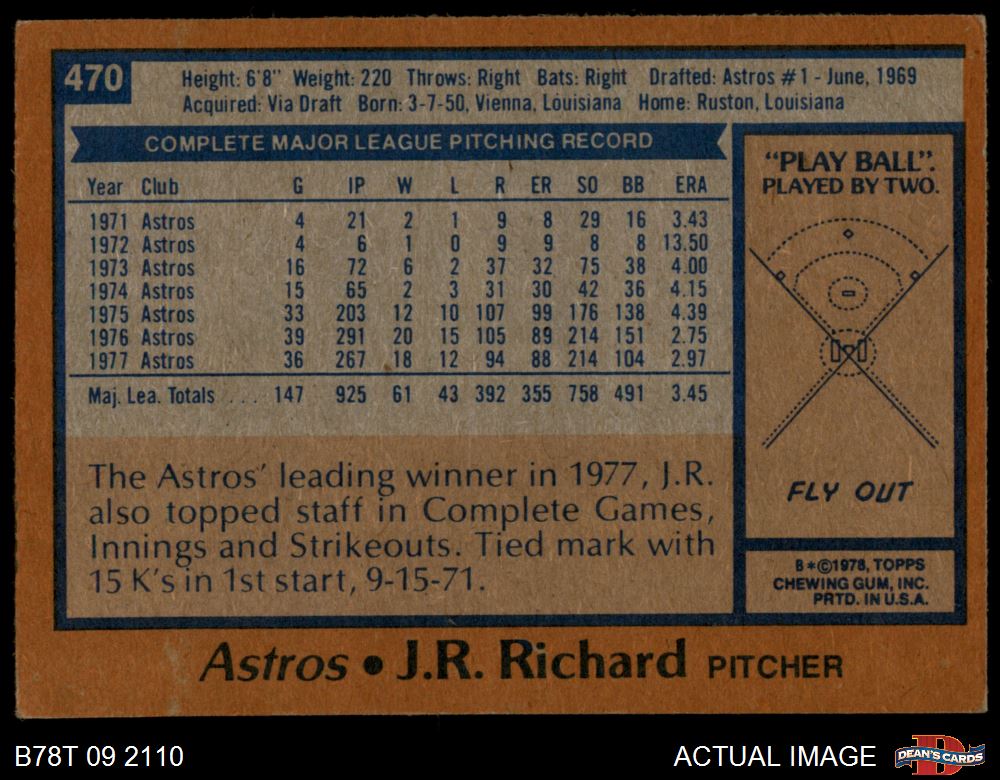 470
Height: 6'8" Weight: 220 Throws: Right Bats: Right Drafted: Astros #1 - June, 1969
Acquired: Via Draft Born: 3-7-50, Vienna, Louisiana Home: Ruston, Louisiana
COMPLETE MAJOR LEAGUE PITCHING RECORD
Year Club G IP W L R ER SO BB ERA
1971 Astros 4 21 2 1 9 8 29 16 3.43
1972 Astros 4 6 1 0 9 9 8 8 13.50
1973 Astros 16 72 6 2 37 32 75 38 4.00
1974 Astros 15 65 2 3 31 30 42 36 4.15
1975 Astros 33 203 12 10 107 99 176 138 4.39
1976 Astros 39 291 20 15 105 89 214 151 2.75
1977 Astros 36 267 18 12 94 88 214 104 2.97
Maj. Lea. Totals . . . 147 925 61 43 392 355 758 491 3.45
The Astros' leading winner in 1977, J.R.
also topped staff in Complete Games,
Innings and Strikeouts. Tied mark with
15 K's in 1st start, 9-15-71.
"PLAY BALL".
PLAYED BY TWO.
FLY OUT
B*©1978, TOPPS
CHEWING GUM, INC.
PRTD. IN U.S.A.
Astros • J.R. Richard PITCHER
B78T 09 2110
ACTUAL IMAGE
DEAN'S CARDS